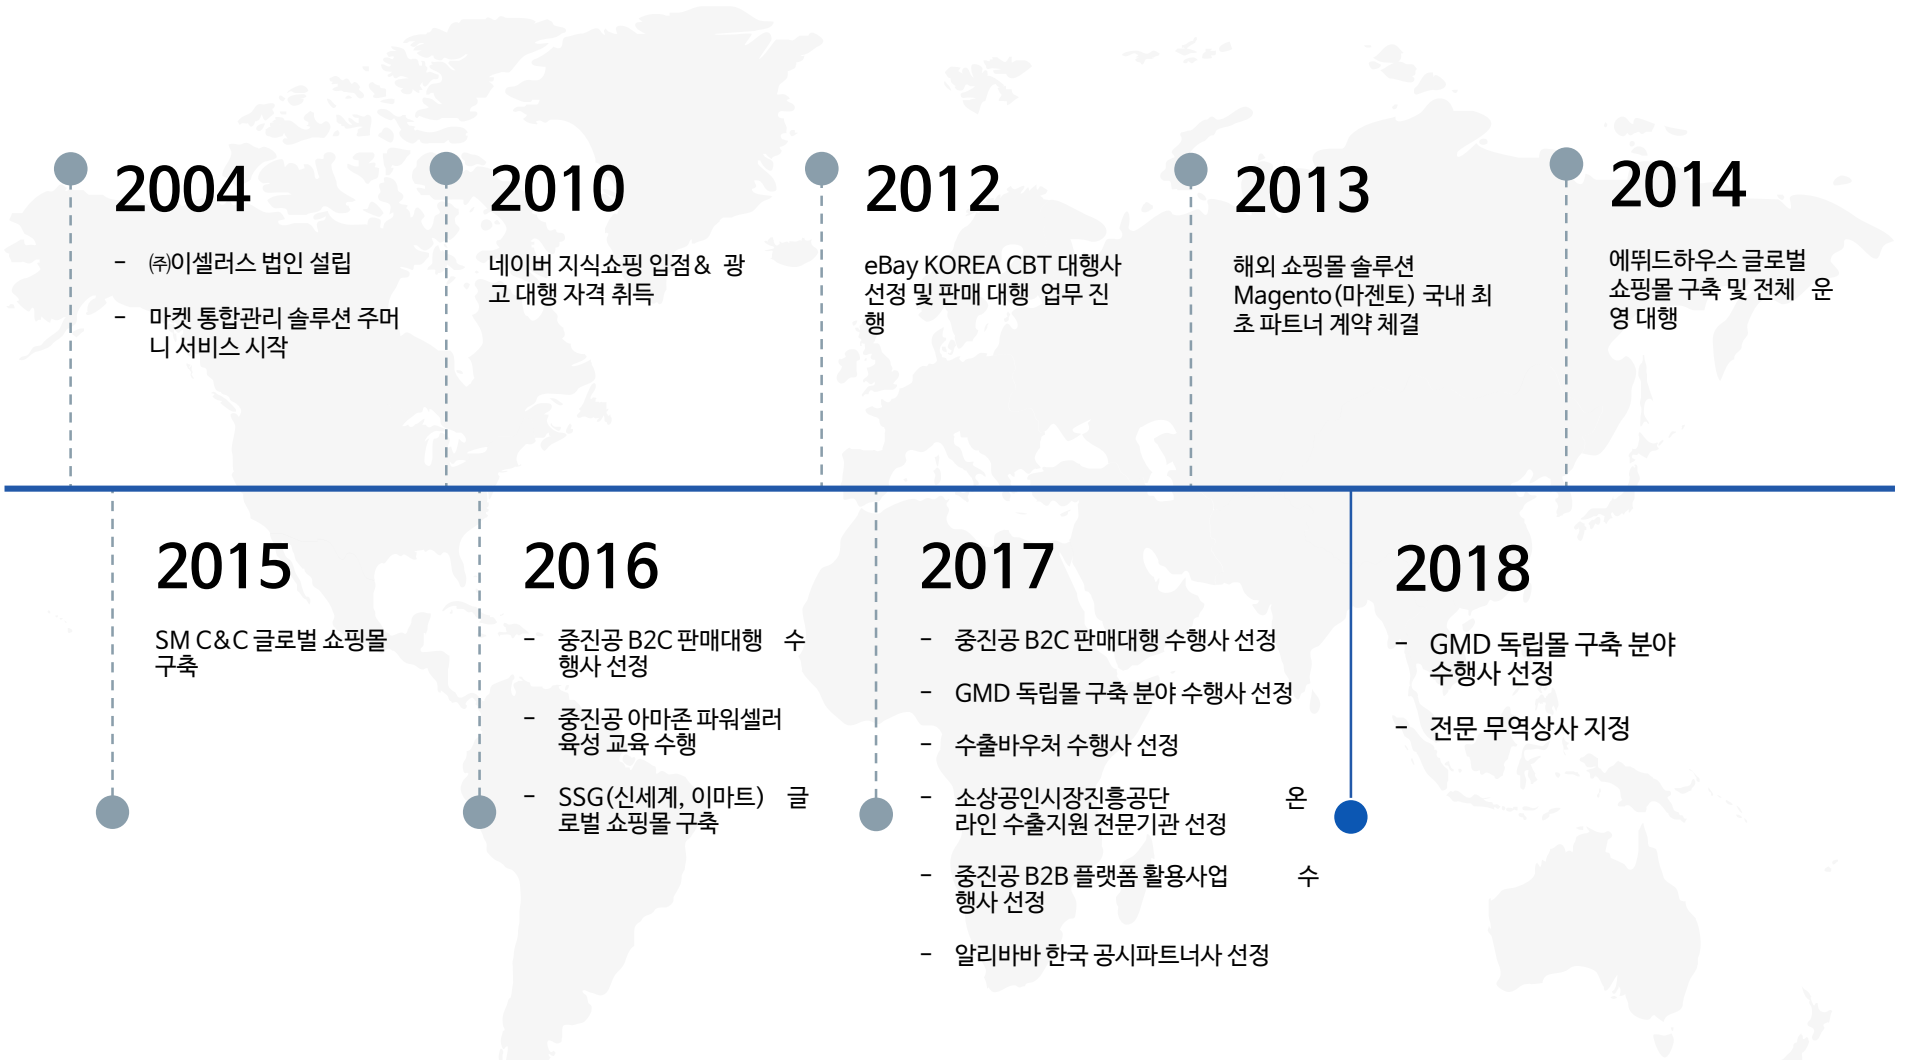 2004
- ㈜이셀러스 법인 설립
- 마켓 통합관리 솔루션 주머
니 서비스 시작
2010
네이버 지식쇼핑 입점& 광
고 대행 자격 취득
2012
eBay KOREA CBT 대행사
선정 및 판매 대행 업무 진
행
2013
해외 쇼핑몰 솔루션
Magento(마젠토) 국내 최
초 파트너 계약 체결
2014
에뛰드하우스 글로벌
쇼핑몰 구축 및 전체 운
영 대행
2015
SM C&C 글로벌 쇼핑몰
구축
2016
- 중진공 B2C 판매대행 수
행사 선정
- 중진공 아마존 파워셀러
육성 교육 수행
- SSG(신세계, 이마트) 글
로벌 쇼핑몰 구축
2017
- 중진공 B2C 판매대행 수행사 선정
- GMD 독립몰 구축 분야 수행사 선정
- 수출바우처 수행사 선정
- 소상공인시장진흥공단 온
라인 수출지원 전문기관 선정
- 중진공 B2B 플랫폼 활용사업 수
행사 선정
- 알리바바 한국 공시파트너사 선정
2018
- GMD 독립몰 구축 분야
수행사 선정
- 전문 무역상사 지정